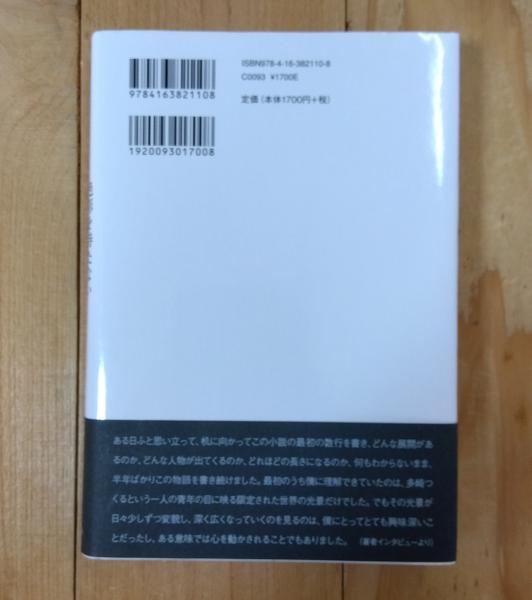 ISBN978-4-16-382110-8
C0093 ¥1700E
定価(本体1700円+税)
9784163821108
1920093017008
ある日ふと思い立って、机に向かってこの小説の最初の数行を書き、どんな展開があ
るのか、どんな人物が出てくるのか、どれほどの長さになるのか、何もわからないまま、
半年ばかりこの物語を書き続けました。最初のうち僕に理解できていたのは、多崎つ
くるという一人の青年の目に映る限定された世界の光景だけでした。でもその光景が
日々少しずつ変貌し、深く広くなっていくのを見るのは、僕にとってとても興味深いこ
とだったし、ある意味では心を動かされることでもありました。 (著者インタビューより)